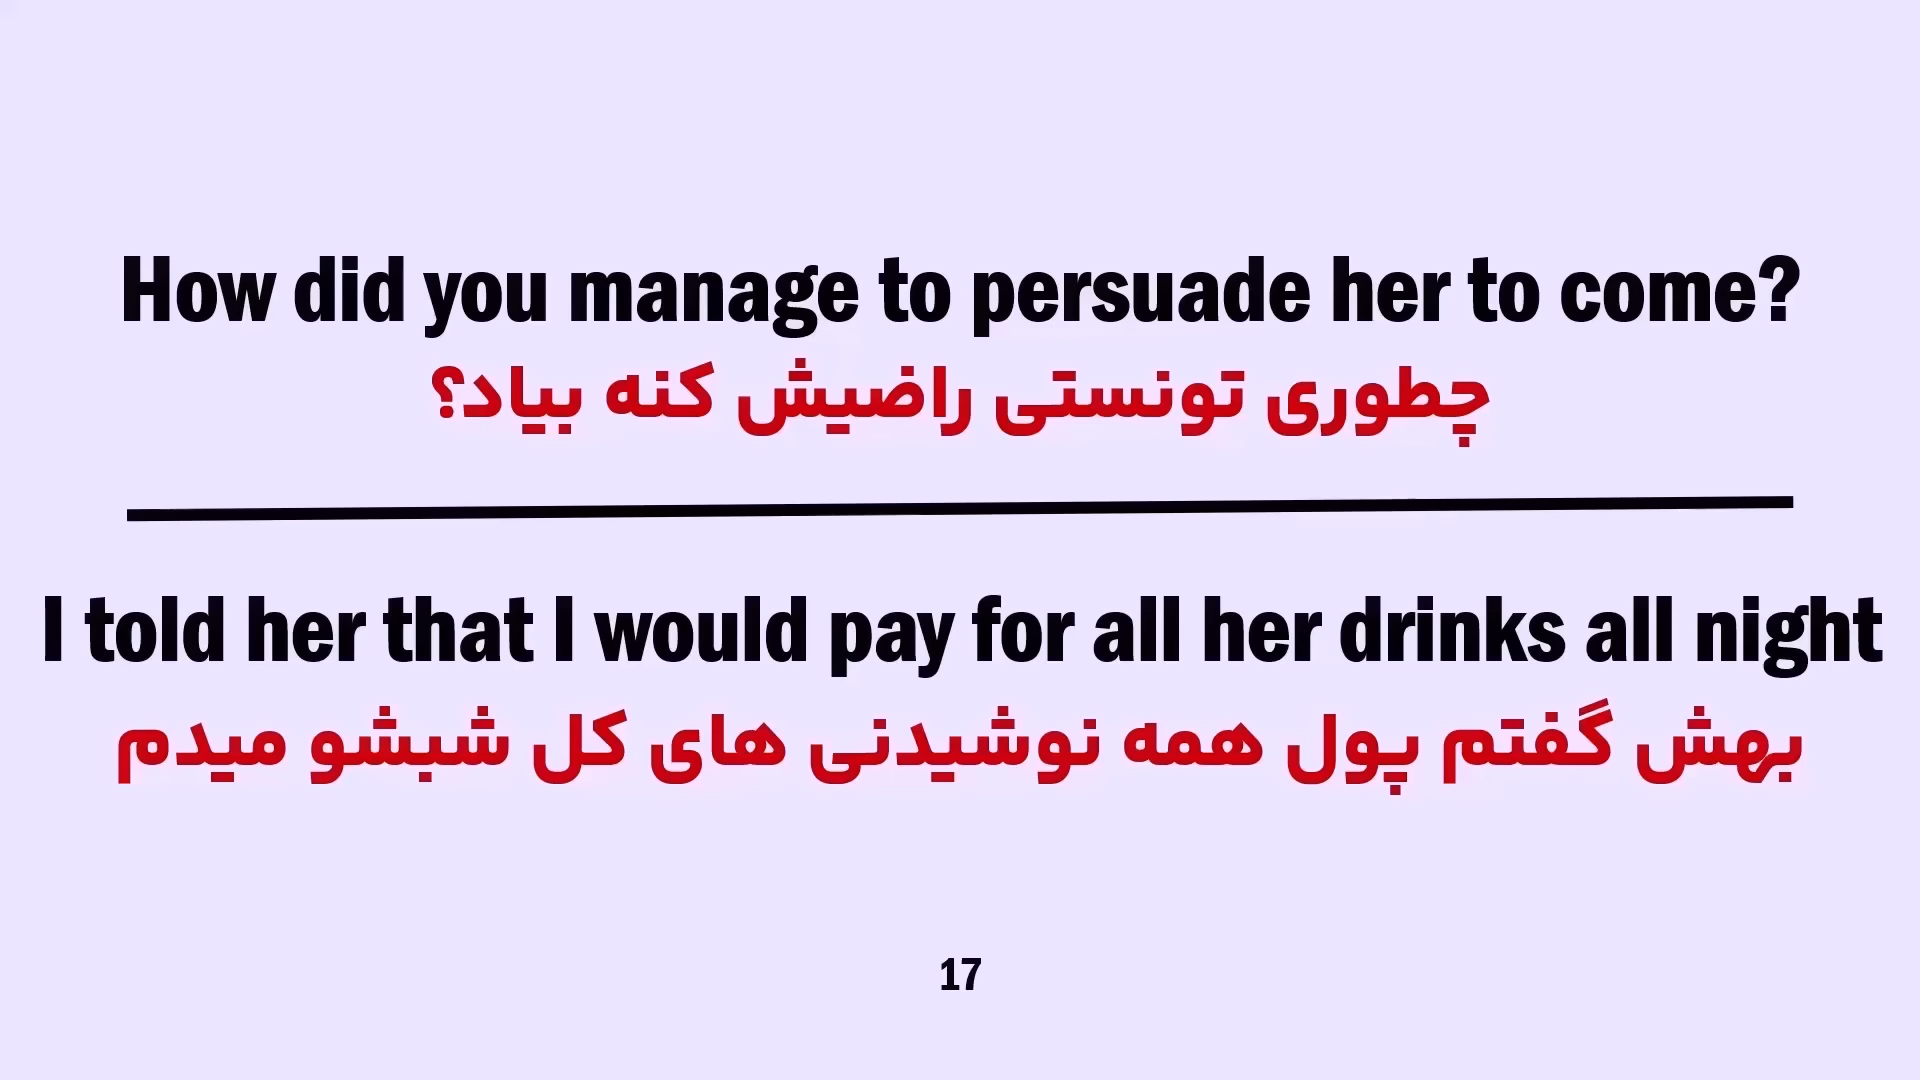 How did you manage to persuade her to come?
چطوری تونستی راضیش کنه بیاد؟
I told her that I would pay for all her drinks all night
بهش گفتم پول همه نوشیدنی های کل شبشو میدم
17